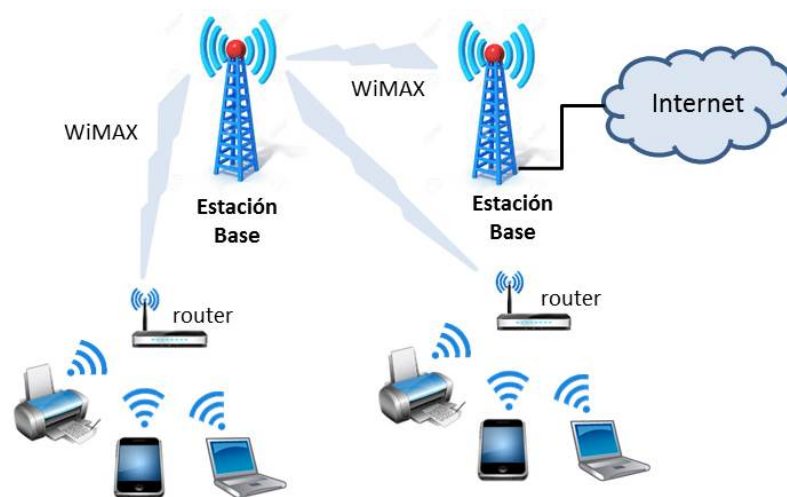 WiMAX
WiMAX
Internet
Estación
Base
Estación
Base
router
router